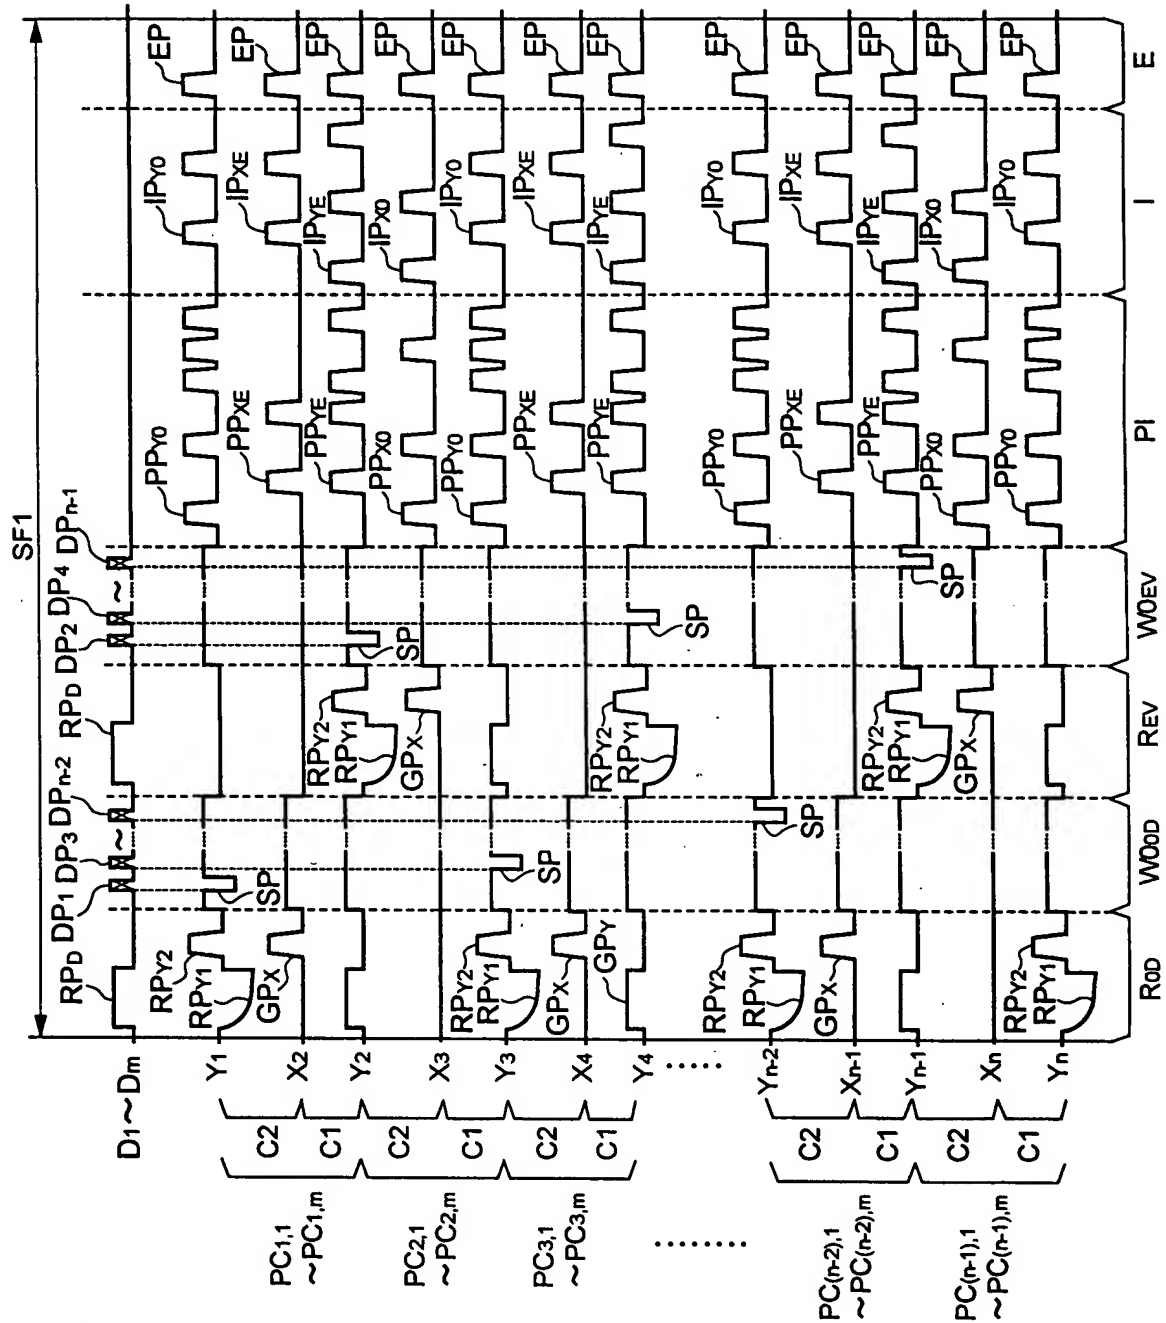 SF1
D1～Dm
RPD
DP1
DP3
～
DPn-2
RPD
DP2
DP4
～
DPn-1
EP
Y1
RPY2
RPY1
SP
PPY0
IPY0
EP
X2
GPX
PPXE
IPXE
EP
Y2
RPY2
RPY1
SP
PPYE
IPYE
EP
X3
GPX
PPX0
IPX0
EP
Y3
RPY2
RPY1
SP
PPY0
IPY0
EP
X4
GPX
PPXE
IPXE
EP
Y4
GPY
RPY2
RPY1
SP
PPYE
IPYE
EP
Yn-2
RPY2
RPY1
SP
PPY0
IPY0
EP
Xn-1
GPX
PPXE
IPXE
EP
Yn-1
RPY2
RPY1
SP
PPYE
IPYE
EP
Xn
GPX
PPX0
IPX0
EP
Yn
RPY2
RPY1
PPY0
IPY0
EP
C2
C1
C2
C1
C2
C1
C2
C1
C2
C1
PC1,1
～PC1,m
PC2,1
～PC2,m
PC3,1
～PC3,m
PC(n-2),1
～PC(n-2),m
PC(n-1),1
～PC(n-1),m
ROD
WOOD
REV
WOEV
PI
I
E